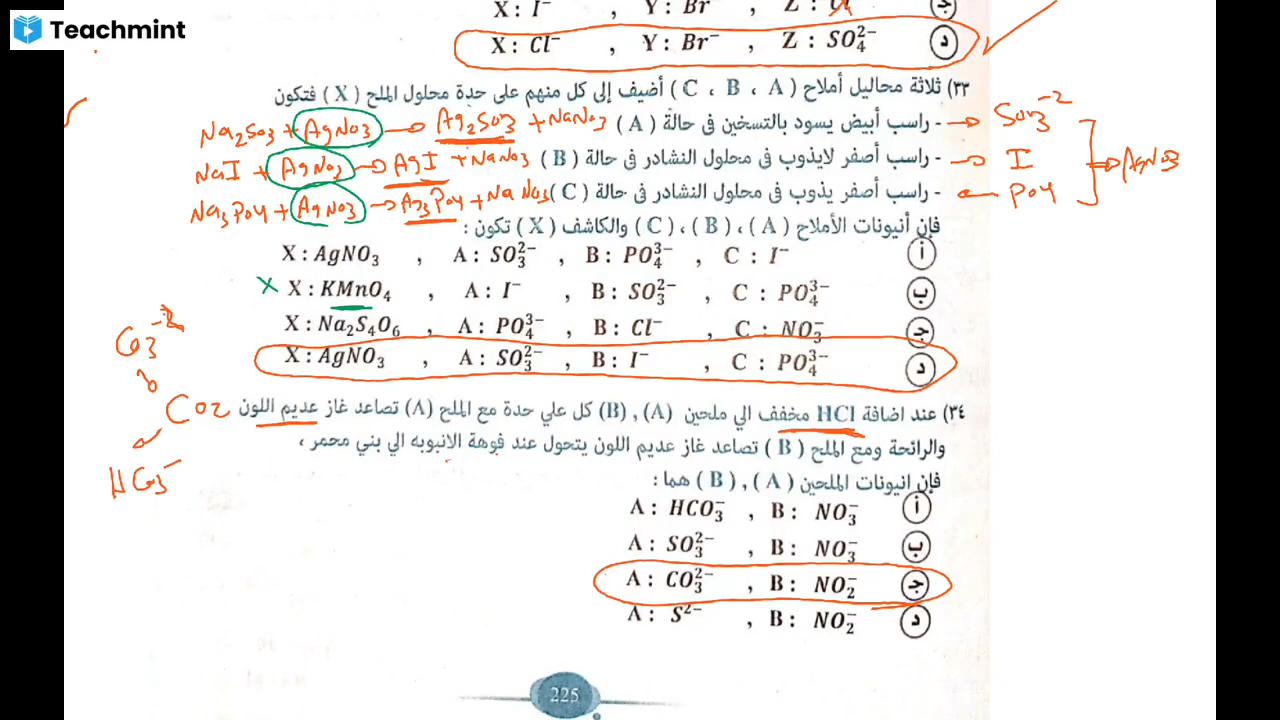 Teachmint
X : I⁻ , Y : Br⁻ , Z :
X : Cl⁻ , Y : Br⁻ , Z : SO₄²⁻ د
٣٣) ثلاثة محاليل أملاح ( C ، B ، A ) أضيف إلى كل منهم على حدة محلول الملح ( X ) فتكون
- راسب أبيض يسود بالتسخين فى حالة ( A ) → SO₃⁻²
Na₂SO₃ + AgNO₃ → Ag₂SO₃ + NaNO₃
- راسب أصفر لايذوب فى محلول النشادر فى حالة ( B ) → I
NaI + AgNO₃ → AgI + NaNO₃
→ AgNO₃
- راسب أصفر يذوب فى محلول النشادر فى حالة ( C ) PO4
Na₃PO4 + AgNO₃ → Ag₃PO4 + NaNO₃
فإن أنيونات الأملاح ( A ) ، ( B ) ، ( C ) والكاشف ( X ) تكون :
X : AgNO₃ , A : SO₃²⁻ , B : PO₄³⁻ , C : I⁻ أ
X X : KMnO₄ , A : I⁻ , B : SO₃²⁻ , C : PO₄³⁻ ب
X : Na₂S₄O₆ , A : PO₄³⁻ , B : Cl⁻ , C : NO₃⁻ ج
X : AgNO₃ , A : SO₃²⁻ , B : I⁻ , C : PO₄³⁻ د
CO₃⁻²
CO2
HCO₃⁻
٣٤) عند اضافة HCl مخفف الي ملحين (A) , (B) كل علي حدة مع الملح (A) تصاعد غاز عديم اللون
والرائحة ومع الملح ( B ) تصاعد غاز عديم اللون يتحول عند فوهة الانبوبه الي بني محمر ،
فإن انيونات الملحين ( A ) , ( B ) هما :
A : HCO₃⁻ , B : NO₃⁻ أ
A : SO₃²⁻ , B : NO₃⁻ ب
A : CO₃²⁻ , B : NO₂⁻ ج
A : S²⁻ , B : NO₂⁻ د
225